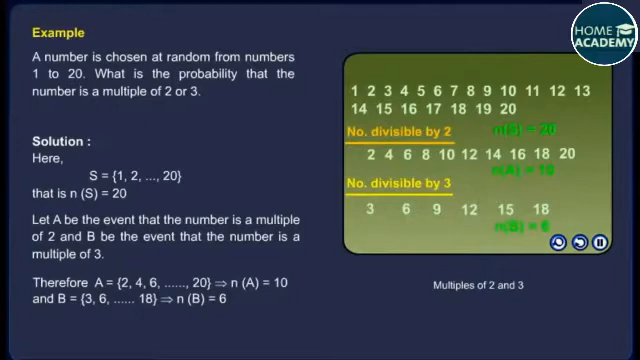 HOME
ACADEMY
Example
A number is chosen at random from numbers
1 to 20. What is the probability that the
number is a multiple of 2 or 3.
Solution :
Here,
S = {1, 2, ..., 20}
that is n (S) = 20
Let A be the event that the number is a multiple
of 2 and B be the event that the number is a
multiple of 3.
Therefore A = {2, 4, 6, ......, 20} ⇒ n (A) = 10
and B = {3, 6, ...... 18} ⇒ n (B) = 6
1 2 3 4 5 6 7 8 9 10 11 12 13
14 15 16 17 18 19 20
No. divisible by 2 n(S) = 20
2 4 6 8 10 12 14 16 18 20
n(A) = 10
No. divisible by 3
3 6 9 12 15 18
n(B) = 6
Multiples of 2 and 3